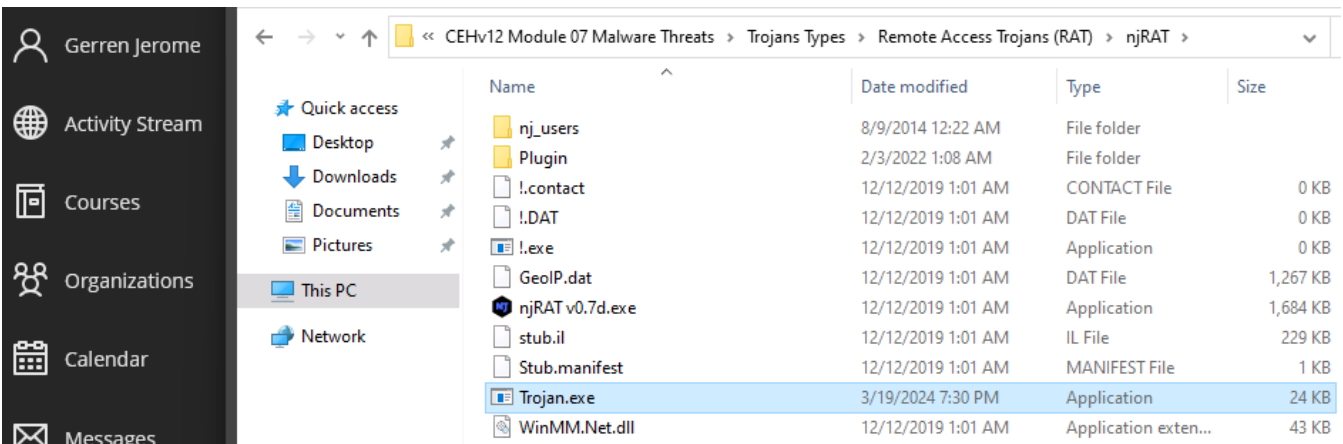 Gerren Jerome
Activity Stream
Courses
Organizations
Calendar
Messages
« CEHv12 Module 07 Malware Threats > Trojans Types > Remote Access Trojans (RAT) > njRAT >
Quick access
Desktop
Downloads
Documents
Pictures
This PC
Network
Name Date modified Type Size
nj_users 8/9/2014 12:22 AM File folder
Plugin 2/3/2022 1:08 AM File folder
!.contact 12/12/2019 1:01 AM CONTACT File 0 KB
!.DAT 12/12/2019 1:01 AM DAT File 0 KB
!.exe 12/12/2019 1:01 AM Application 0 KB
GeoIP.dat 12/12/2019 1:01 AM DAT File 1,267 KB
njRAT v0.7d.exe 12/12/2019 1:01 AM Application 1,684 KB
stub.il 12/12/2019 1:01 AM IL File 229 KB
Stub.manifest 12/12/2019 1:01 AM MANIFEST File 1 KB
Trojan.exe 3/19/2024 7:30 PM Application 24 KB
WinMM.Net.dll 12/12/2019 1:01 AM Application exten... 43 KB